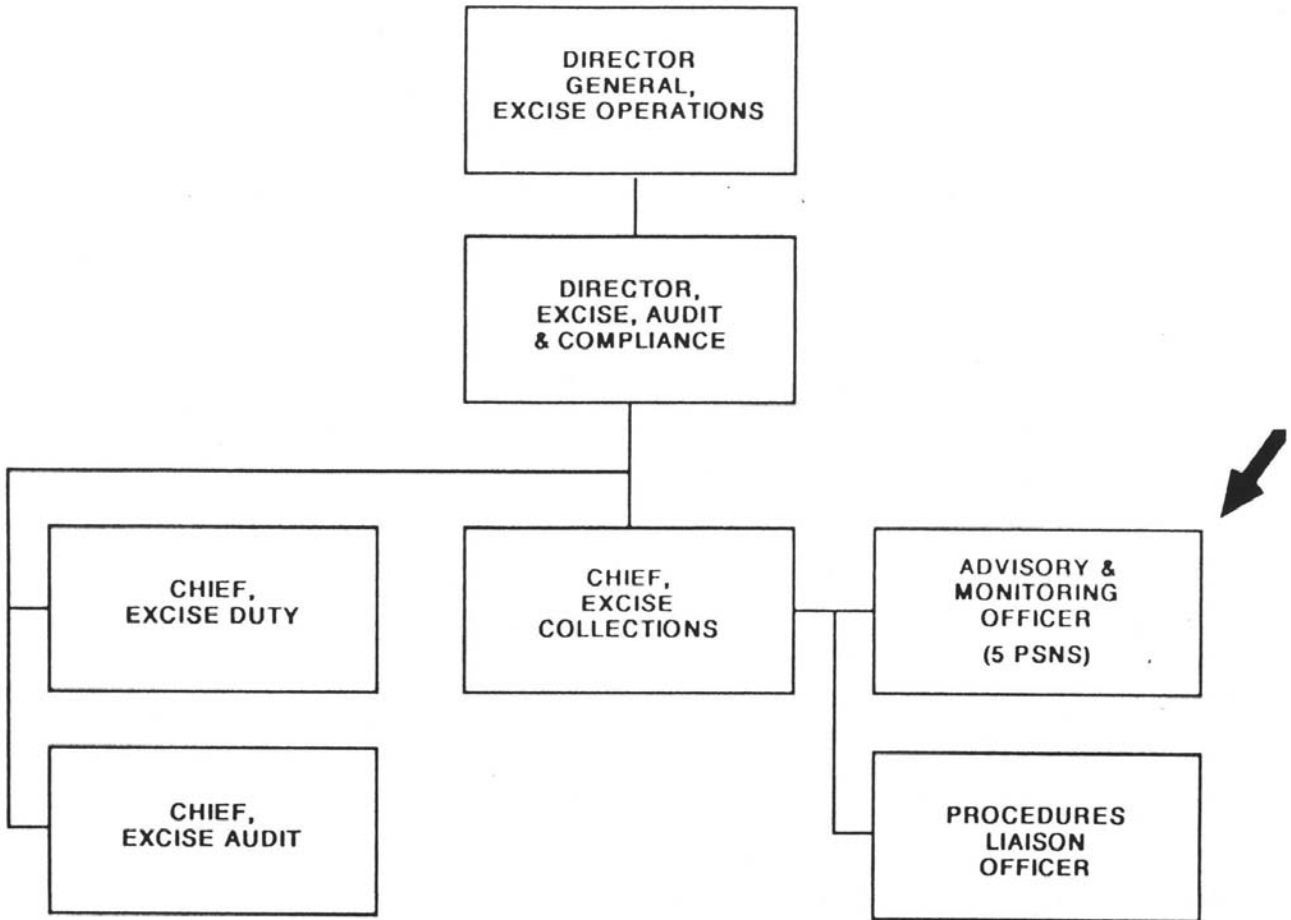 DIRECTOR
GENERAL,
EXCISE OPERATIONS
DIRECTOR,
EXCISE, AUDIT
& COMPLIANCE
CHIEF,
EXCISE DUTY
CHIEF,
EXCISE
COLLECTIONS
ADVISORY &
MONITORING
OFFICER
(5 PSNS)
CHIEF,
EXCISE AUDIT
PROCEDURES
LIAISON
OFFICER